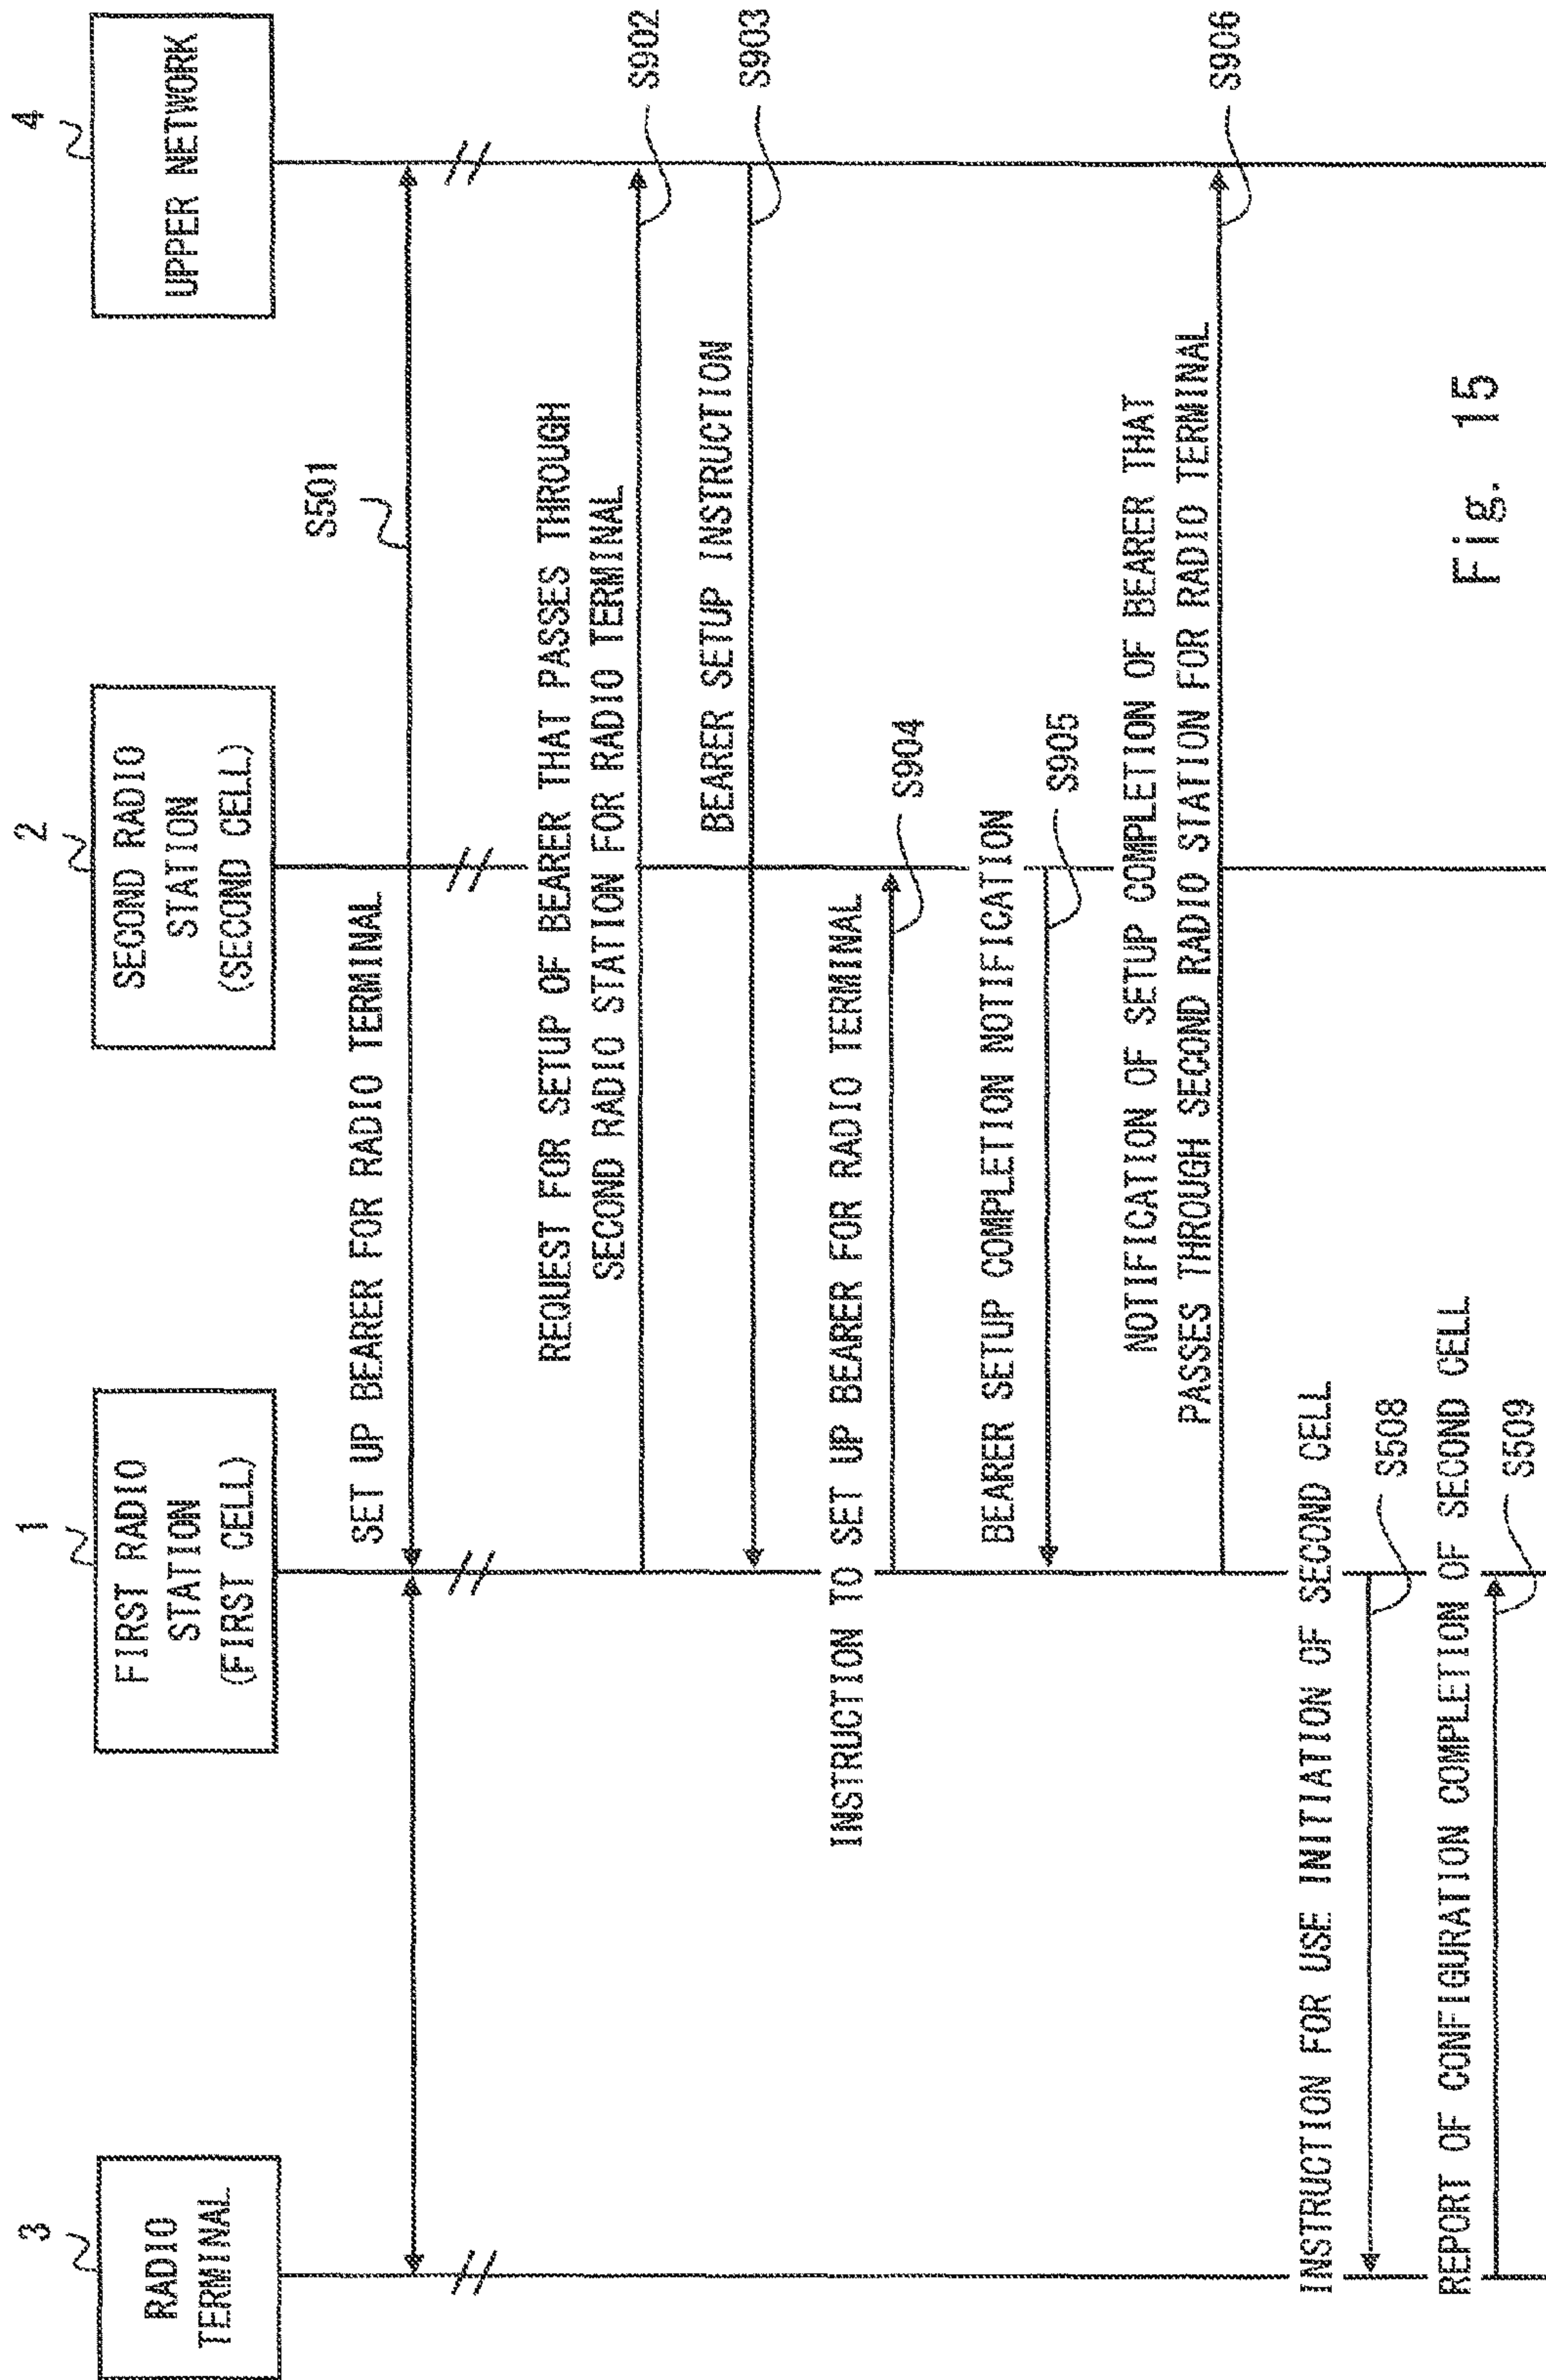 3
RADIO
TERMINAL
1
FIRST RADIO
STATION
(FIRST CELL)
2
SECOND RADIO
STATION
(SECOND CELL)
4
UPPER NETWORK
S501
SET UP BEARER FOR RADIO TERMINAL
REQUEST FOR SETUP OF BEARER THAT PASSES THROUGH
SECOND RADIO STATION FOR RADIO TERMINAL
S902
BEARER SETUP INSTRUCTION
S903
INSTRUCTION TO SET UP BEARER FOR RADIO TERMINAL
S904
BEARER SETUP COMPLETION NOTIFICATION
S905
NOTIFICATION OF SETUP COMPLETION OF BEARER THAT
PASSES THROUGH SECOND RADIO STATION FOR RADIO TERMINAL
S906
INSTRUCTION FOR USE INITIATION OF SECOND CELL
S508
REPORT OF CONFIGURATION COMPLETION OF SECOND CELL
S509
Fig. 15